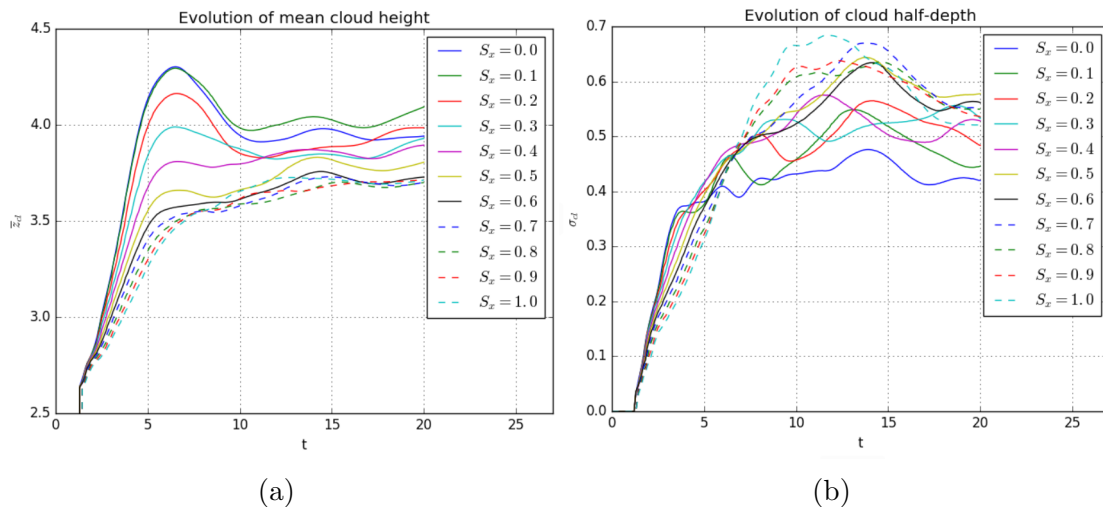 Evolution of mean cloud height
4.5
4.0
3.5
3.0
2.5
z̅_cl
0 5 10 15 20 25
t
S_x = 0.0
S_x = 0.1
S_x = 0.2
S_x = 0.3
S_x = 0.4
S_x = 0.5
S_x = 0.6
S_x = 0.7
S_x = 0.8
S_x = 0.9
S_x = 1.0
(a)
Evolution of cloud half-depth
0.7
0.6
0.5
0.4
0.3
0.2
0.1
0.0
σ_cl
0 5 10 15 20 25
t
S_x = 0.0
S_x = 0.1
S_x = 0.2
S_x = 0.3
S_x = 0.4
S_x = 0.5
S_x = 0.6
S_x = 0.7
S_x = 0.8
S_x = 0.9
S_x = 1.0
(b)